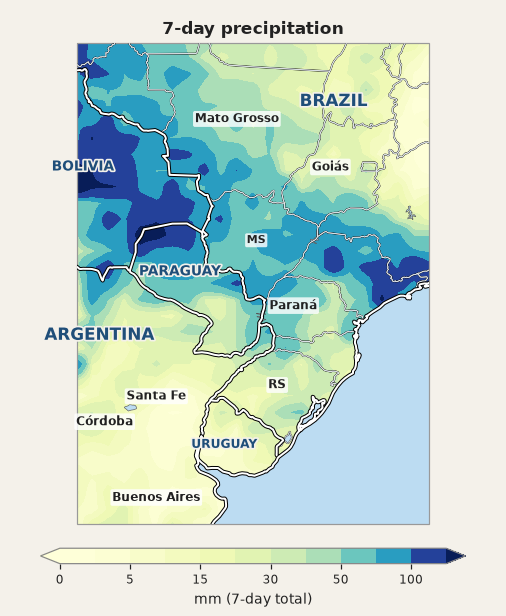 7-day precipitation
BRAZIL
Mato Grosso
BOLIVIA
Goiás
MS
PARAGUAY
Paraná
ARGENTINA
RS
Santa Fe
Córdoba
URUGUAY
Buenos Aires
0 5 15 30 50 100
mm (7-day total)